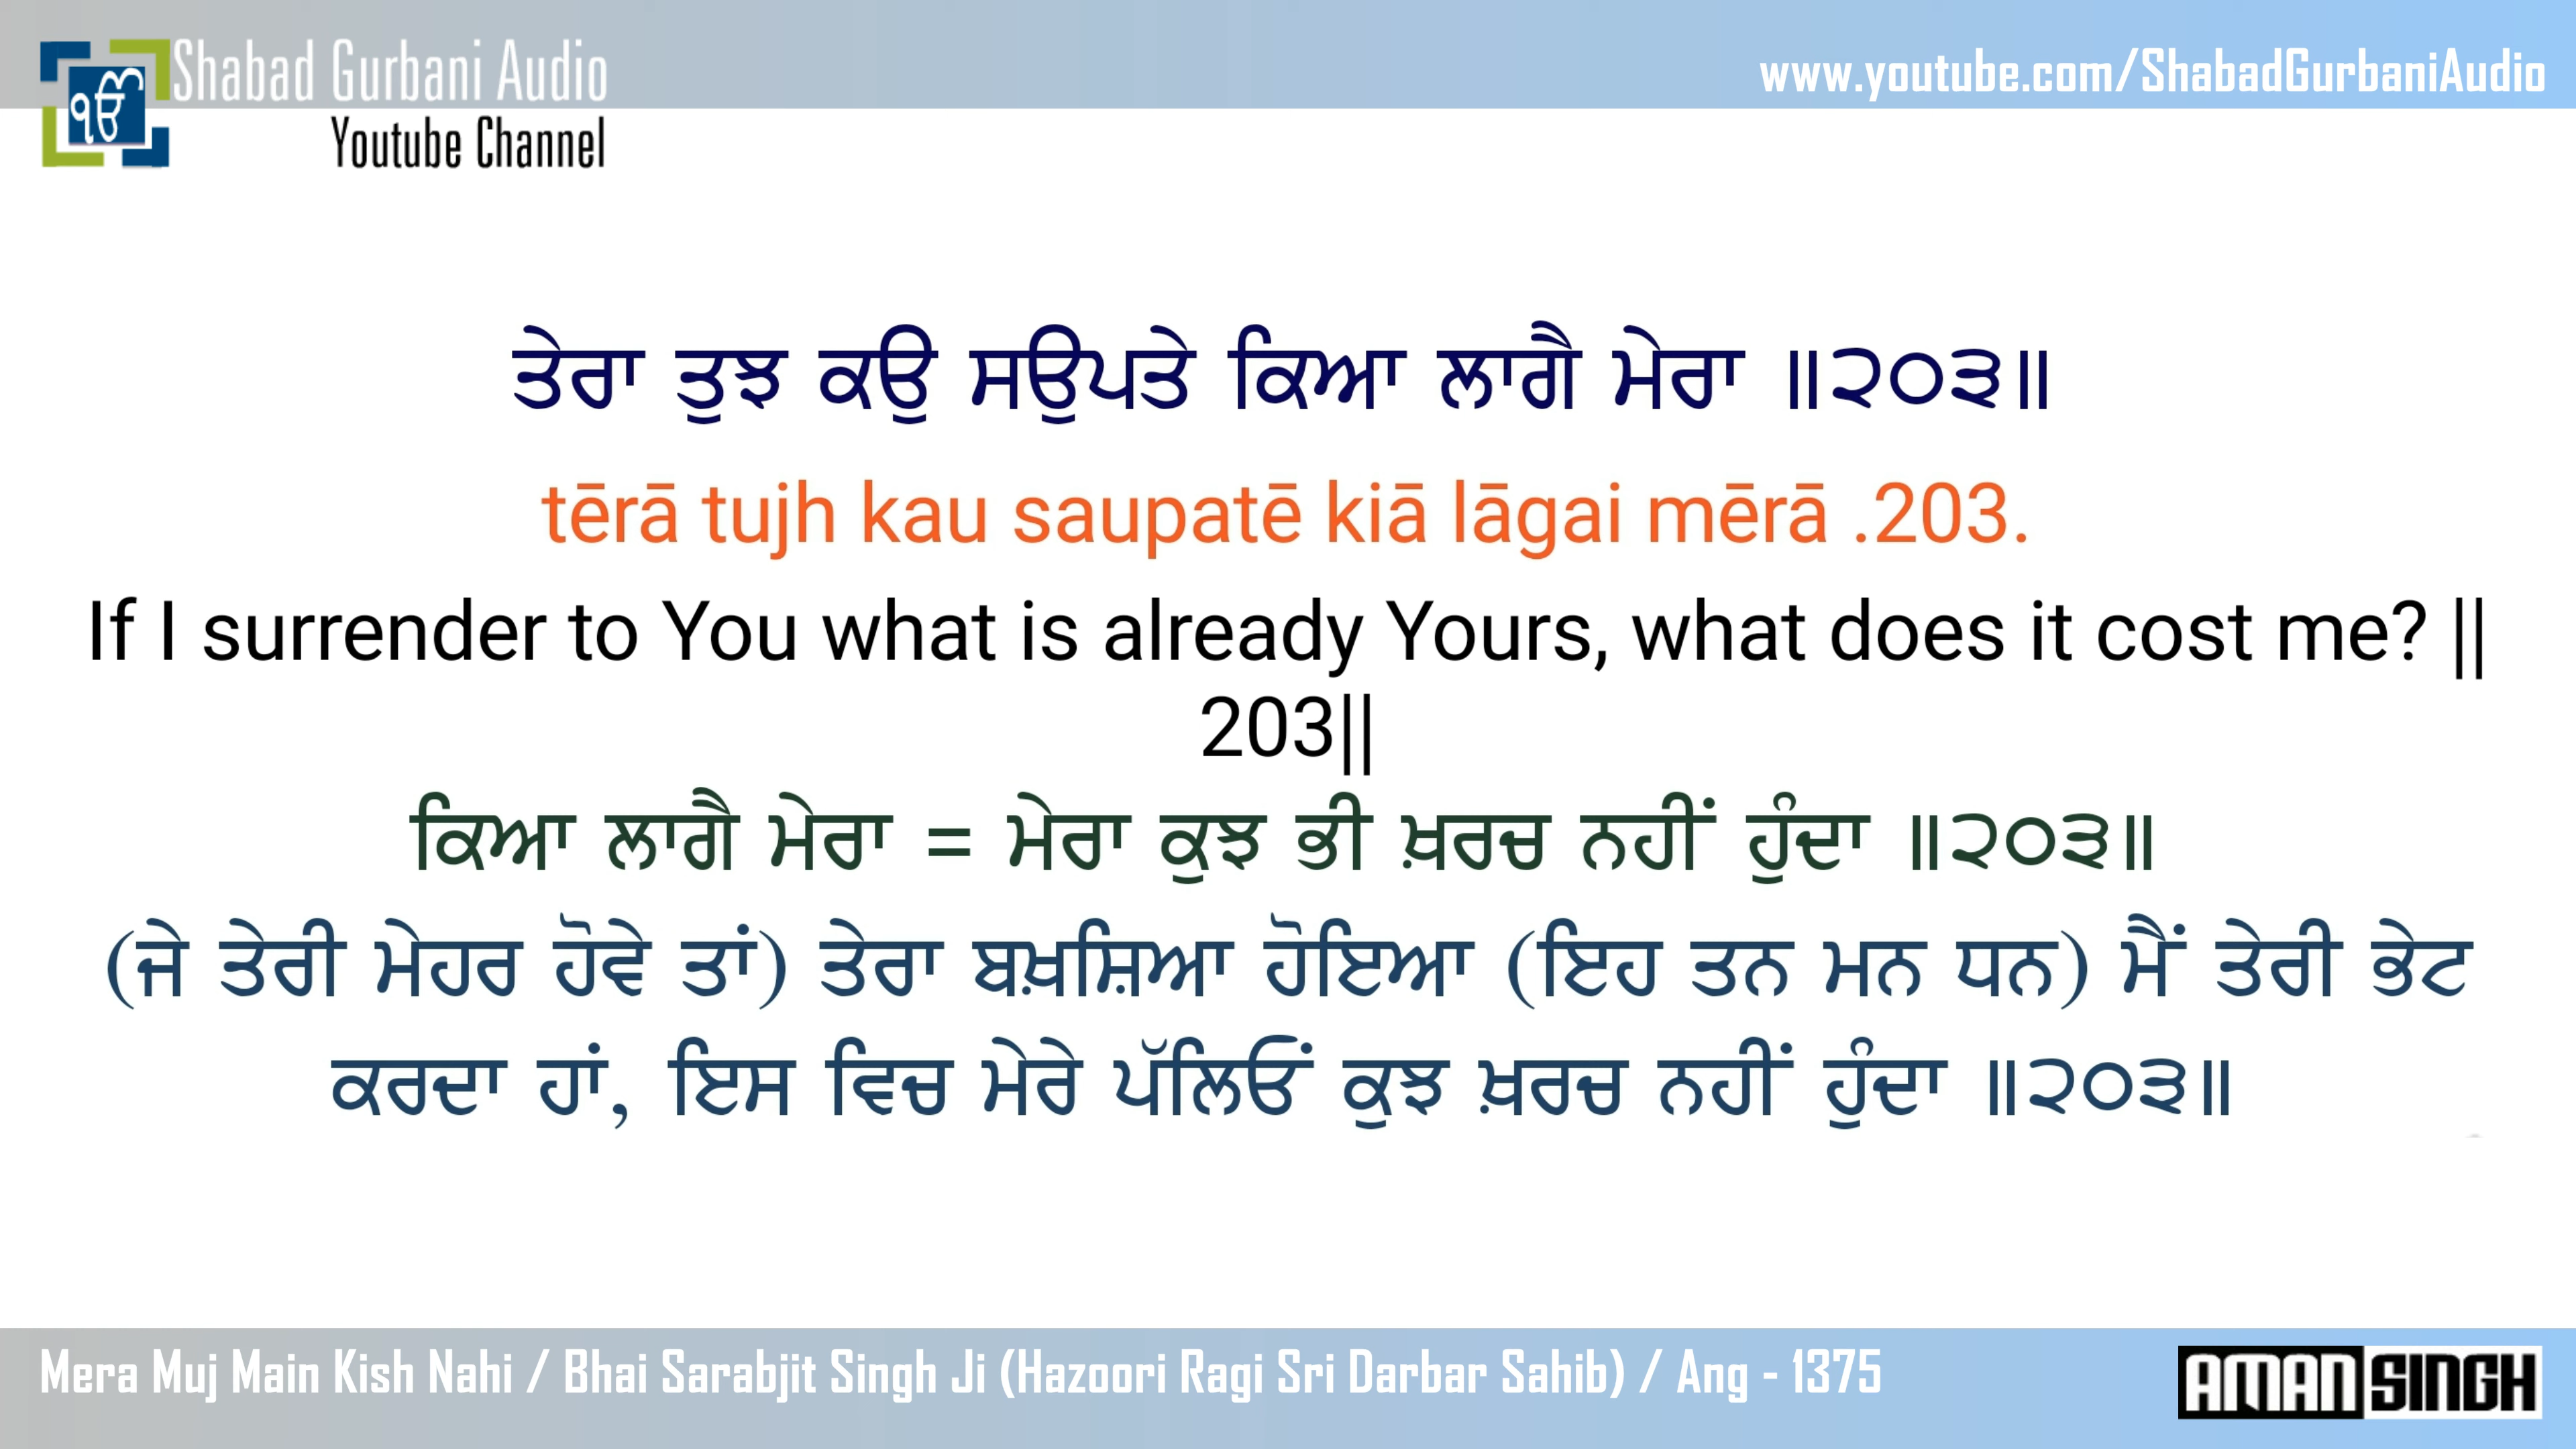 Shabad Gurbani Audio
www.youtube.com/ShabadGurbaniAudio
ੴ
Youtube Channel
ਤੇਰਾ ਤੁਝ ਕਉ ਸਉਪਤੇ ਕਿਆ ਲਾਗੈ ਮੇਰਾ ॥੨੦੩॥
tērā tujh kau saupatē kiā lāgai mērā .203.
If I surrender to You what is already Yours, what does it cost me? ||
203||
ਕਿਆ ਲਾਗੈ ਮੇਰਾ = ਮੇਰਾ ਕੁਝ ਭੀ ਖ਼ਰਚ ਨਹੀਂ ਹੁੰਦਾ ॥੨੦੩॥
(ਜੇ ਤੇਰੀ ਮੇਹਰ ਹੋਵੇ ਤਾਂ) ਤੇਰਾ ਬਖ਼ਸ਼ਿਆ ਹੋਇਆ (ਇਹ ਤਨ ਮਨ ਧਨ) ਮੈਂ ਤੇਰੀ ਭੇਟ
ਕਰਦਾ ਹਾਂ, ਇਸ ਵਿਚ ਮੇਰੇ ਪੱਲਿਓਂ ਕੁਝ ਖ਼ਰਚ ਨਹੀਂ ਹੁੰਦਾ ॥੨੦੩॥
Mera Muj Main Kish Nahi / Bhai Sarabjit Singh Ji (Hazoori Ragi Sri Darbar Sahib) / Ang - 1375
AMAN SINGH